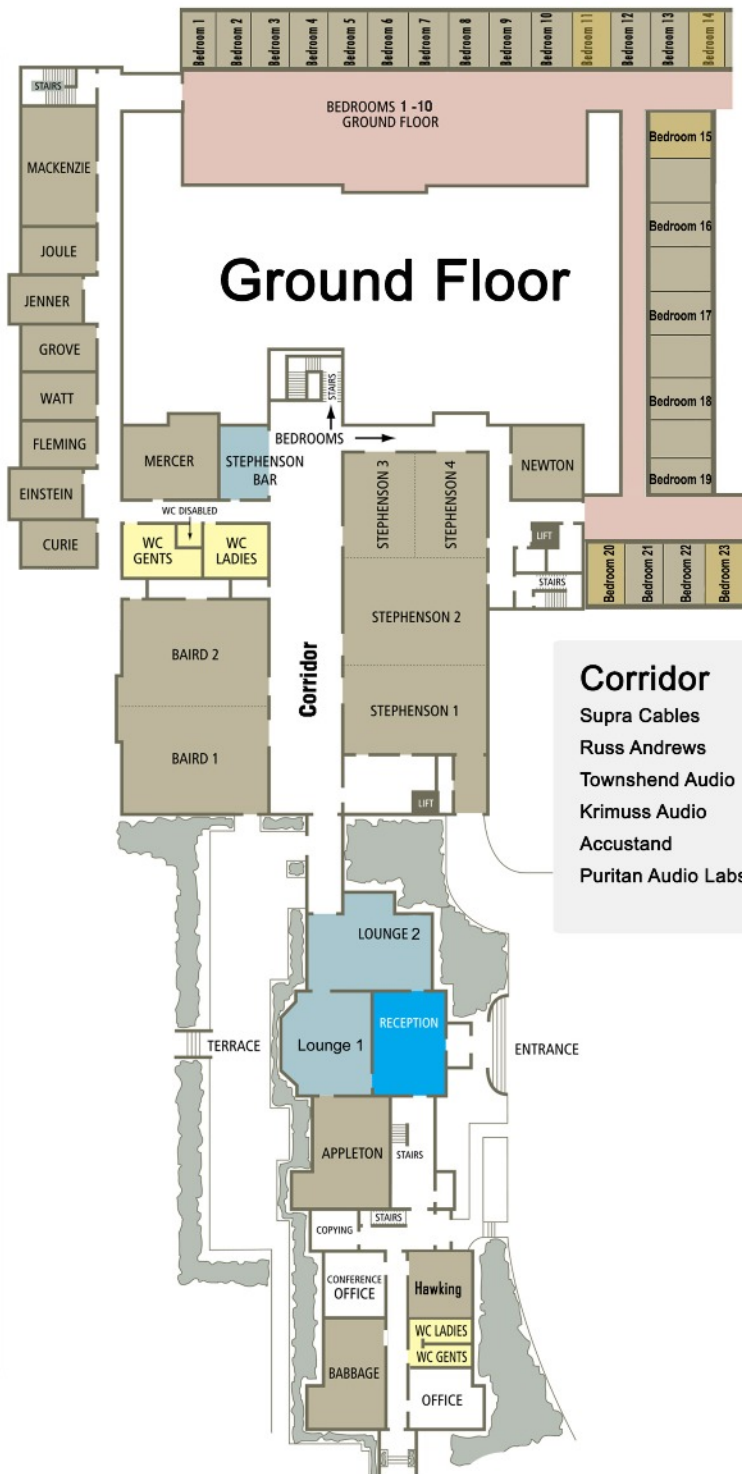 Bedroom 1
Bedroom 2
Bedroom 3
Bedroom 4
Bedroom 5
Bedroom 6
Bedroom 7
Bedroom 8
Bedroom 9
Bedroom 10
Bedroom 11
Bedroom 12
Bedroom 13
Bedroom 14
STAIRS
BEDROOMS 1 -10
GROUND FLOOR
MACKENZIE
JOULE
JENNER
GROVE
WATT
FLEMING
EINSTEIN
CURIE
Bedroom 15
Bedroom 16
Bedroom 17
Bedroom 18
Bedroom 19
Ground Floor
STAIRS
BEDROOMS
MERCER
STEPHENSON
BAR
STEPHENSON 3
STEPHENSON 4
NEWTON
WC DISABLED
WC
GENTS
WC
LADIES
LIFT
STAIRS
Bedroom 20
Bedroom 21
Bedroom 22
Bedroom 23
STEPHENSON 2
BAIRD 2
Corridor
STEPHENSON 1
BAIRD 1
LIFT
Corridor
Supra Cables
Russ Andrews
Townshend Audio
Krimuss Audio
Accustand
Puritan Audio Labs
LOUNGE 2
RECEPTION
Lounge 1
TERRACE
ENTRANCE
APPLETON
STAIRS
STAIRS
COPYING
CONFERENCE
OFFICE
Hawking
WC LADIES
WC GENTS
BABBAGE
OFFICE